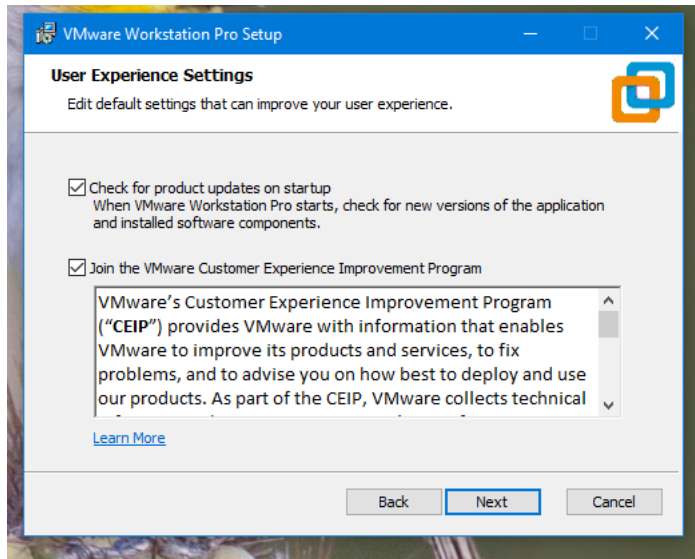 VMware Workstation Pro Setup
User Experience Settings
Edit default settings that can improve your user experience.
Check for product updates on startup
When VMware Workstation Pro starts, check for new versions of the application
and installed software components.
Join the VMware Customer Experience Improvement Program
VMware's Customer Experience Improvement Program
("CEIP") provides VMware with information that enables
VMware to improve its products and services, to fix
problems, and to advise you on how best to deploy and use
our products. As part of the CEIP, VMware collects technical
Learn More
Back
Next
Cancel